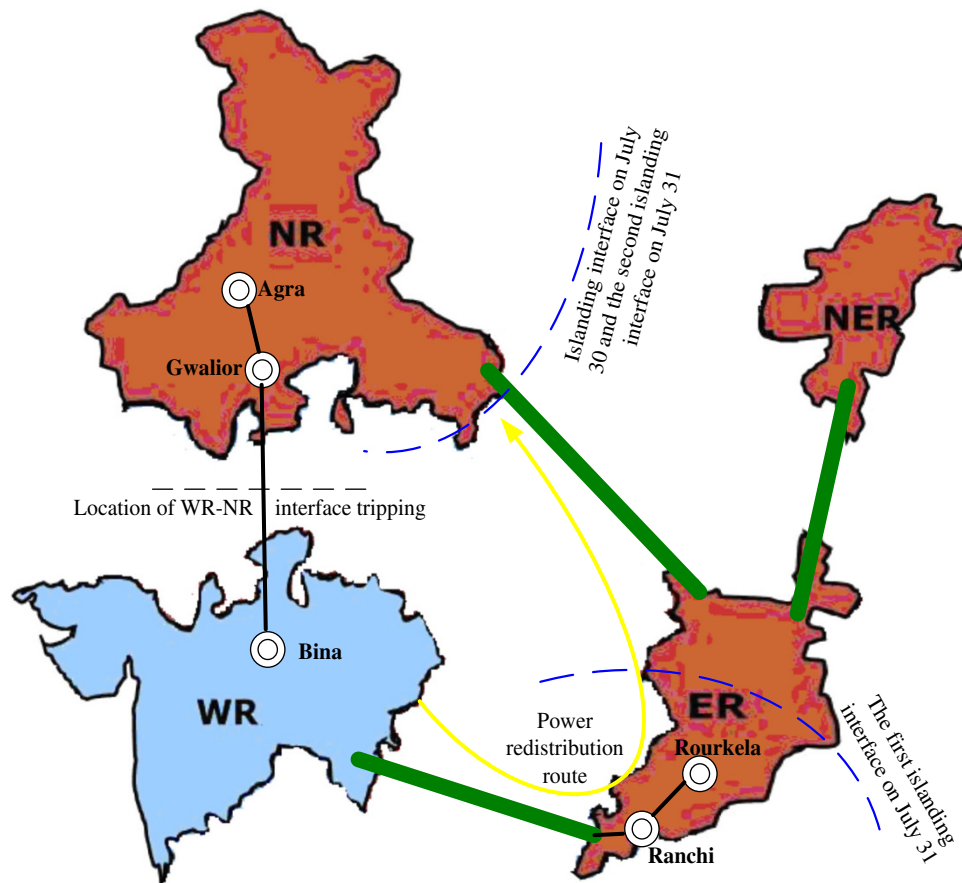 Islanding interface on July
30 and the second islanding
interface on July 31
NR
Agra
NER
Gwalior
Location of WR-NR interface tripping
Bina
WR
ER
Power
redistribution
route
Rourkela
The first islanding
interface on July 31
Ranchi